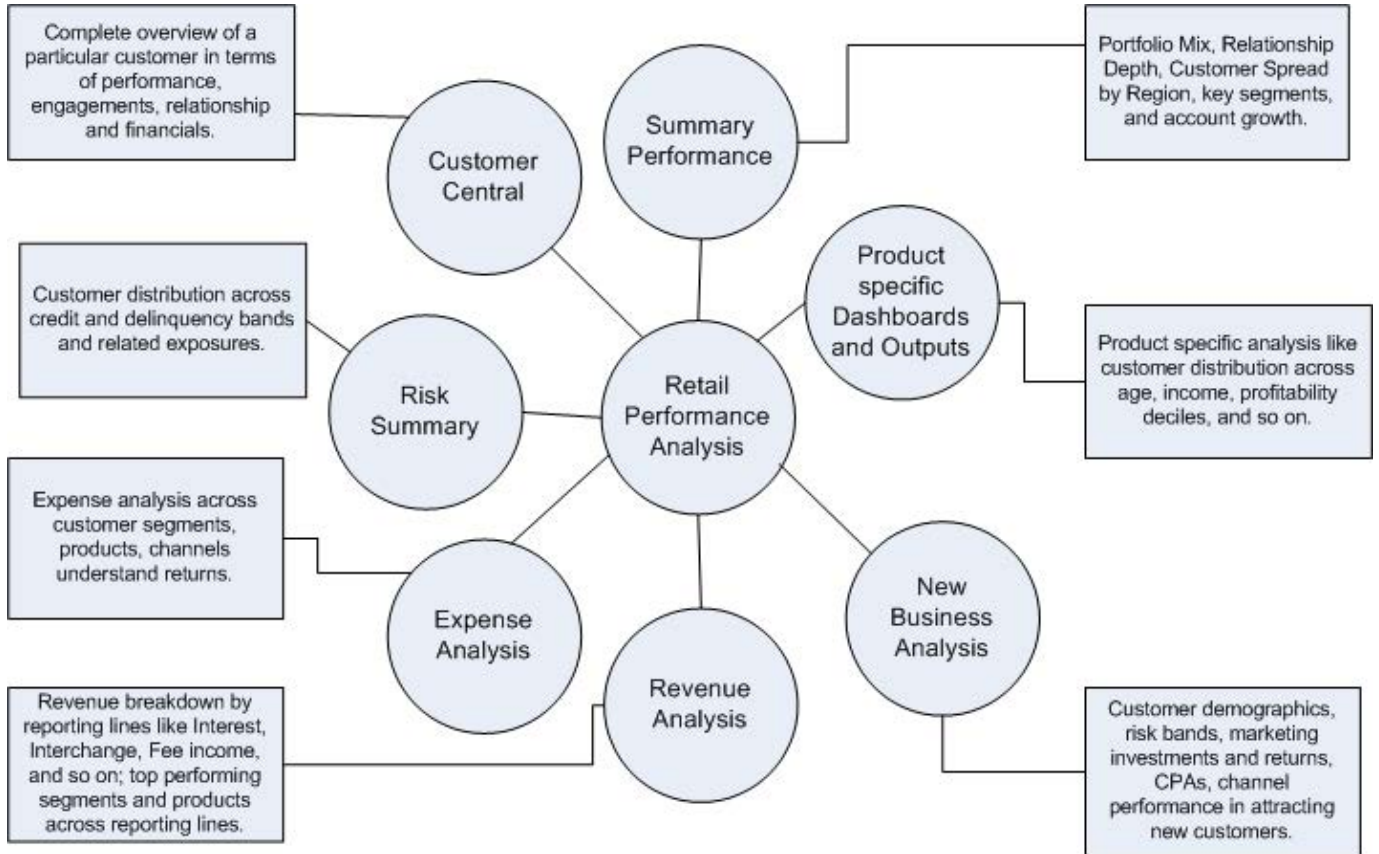 Complete overview of a
particular customer in terms
of performance,
engagements, relationship
and financials.
Customer
Central
Summary
Performance
Portfolio Mix, Relationship
Depth, Customer Spread
by Region, key segments,
and account growth.
Customer distribution across
credit and delinquency bands
and related exposures.
Risk
Summary
Retail
Performance
Analysis
Product
specific
Dashboards
and Outputs
Product specific analysis like
customer distribution across
age, income, profitability
deciles, and so on.
Expense analysis across
customer segments,
products, channels
understand returns.
Expense
Analysis
Revenue breakdown by
reporting lines like Interest,
Interchange, Fee income,
and so on; top performing
segments and products
across reporting lines.
Revenue
Analysis
New
Business
Analysis
Customer demographics,
risk bands, marketing
investments and returns,
CPAs, channel
performance in attracting
new customers.